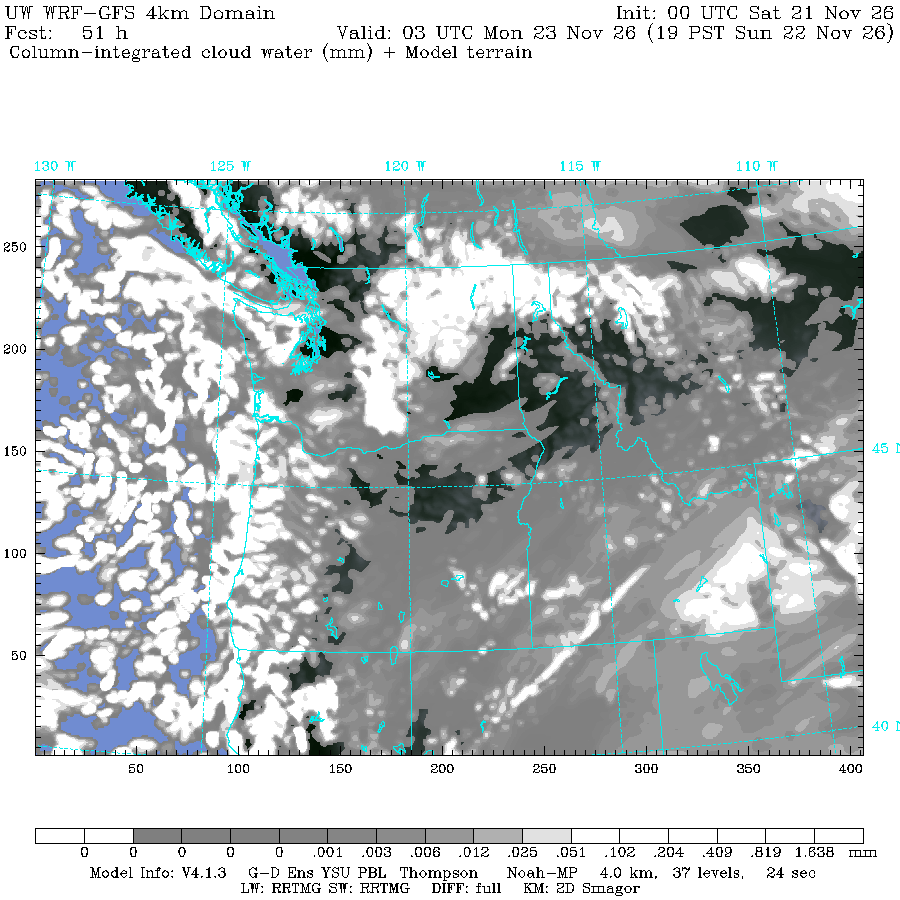 UW WRF-GFS 4km Domain Init: 00 UTC Sat 21 Nov 26
Fcst: 51 h Valid: 03 UTC Mon 23 Nov 26 (19 PST Sun 22 Nov 26)
Column-integrated cloud water (mm) + Model terrain
130 W 125 W 120 W 115 W 110 W
250
200
150 45 N
100
50
40 N
50 100 150 200 250 300 350 400
0 0 0 0 0 .001 .003 .006 .012 .025 .051 .102 .204 .409 .819 1.638 mm
Model Info: V4.1.3 G-D Ens YSU PBL Thompson Noah-MP 4.0 km, 37 levels, 24 sec
LW: RRTMG SW: RRTMG DIFF: full KM: 2D Smagor